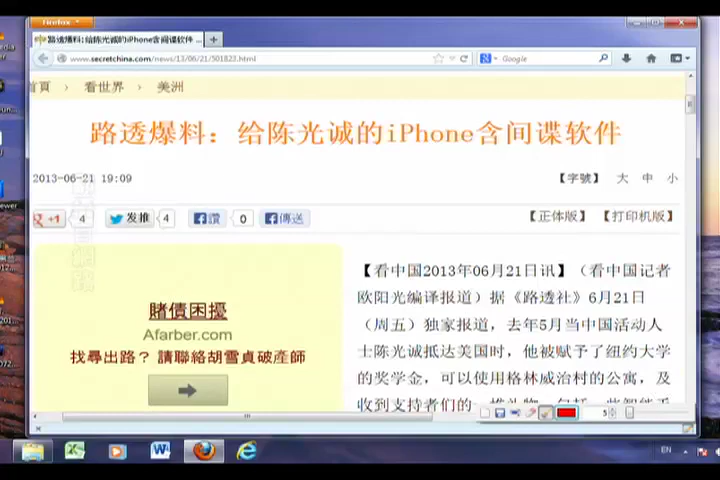 Firefox
路透爆料:给陈光诚的iPhone含间谍软件 ...
www.secretchina.com/news/13/06/21/501823.html
Google
首頁 › 看世界 › 美洲
路透爆料：给陈光诚的iPhone含间谍软件
2013-06-21 19:09
【字號】 大 中 小
+1 4 发推 4 讚 0 傳送
【正体版】 【打印机版】
賭債困擾
Afarber.com
找尋出路？ 請聯絡胡雪貞破產師
【看中国2013年06月21日讯】（看中国记者
欧阳光编译报道）据《路透社》6月21日
（周五）独家报道，去年5月当中国活动人
士陈光诚抵达美国时，他被赋予了纽约大学
的奖学金，可以使用格林威治村的公寓，及
收到支持者们的
5
EN